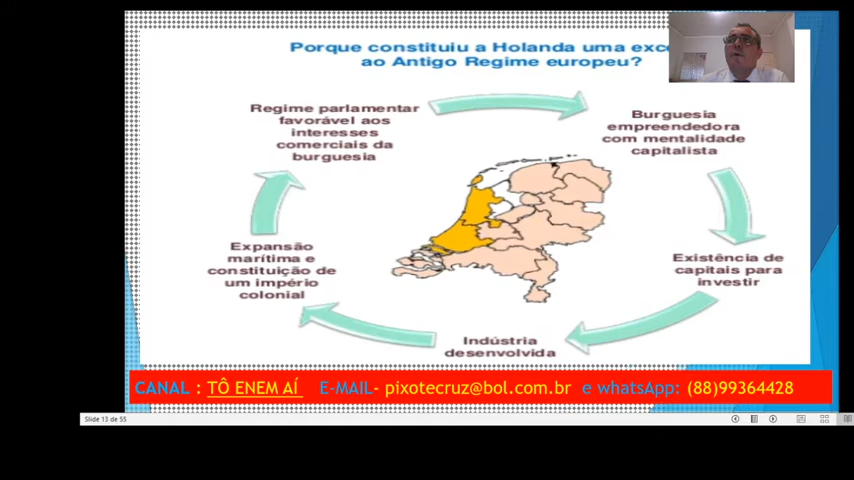 Porque constituiu a Holanda uma
ao Antigo Regime europeu?
Regime parlamentar
favorável aos
interesses
comerciais da
burguesia
Burguesia
empreendedora
com mentalidade
capitalista
Existência de
capitais para
investir
Indústria
desenvolvida
Expansão
marítima e
constituição de
um império
colonial
CANAL : TÔ ENEM AÍ E-MAIL- pixotecruz@bol.com.br e whatsApp: (88)99364428
Slide 13 de 55